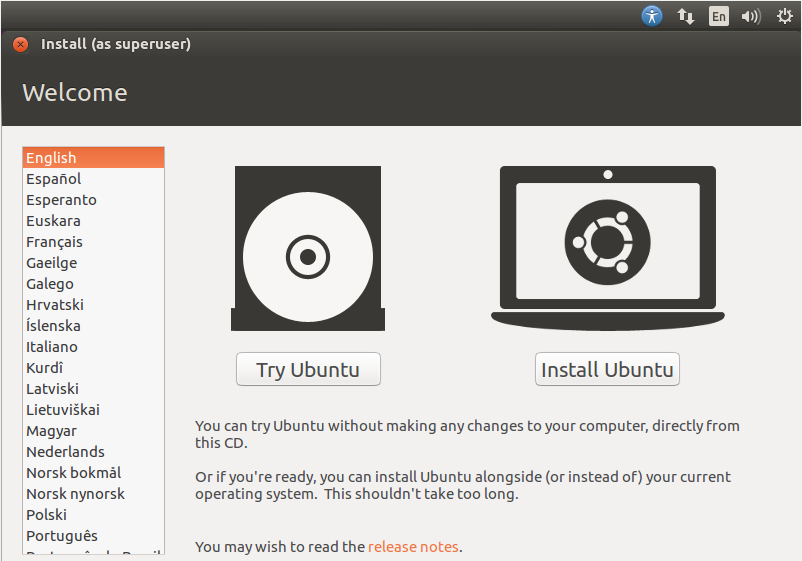 En
Install (as superuser)
Welcome
English
Español
Esperanto
Euskara
Français
Gaeilge
Galego
Hrvatski
Íslenska
Italiano
Kurdî
Latviski
Lietuviškai
Magyar
Nederlands
Norsk bokmål
Norsk nynorsk
Polski
Português
Try Ubuntu
Install Ubuntu
You can try Ubuntu without making any changes to your computer, directly from
this CD.
Or if you're ready, you can install Ubuntu alongside (or instead of) your current
operating system. This shouldn't take too long.
You may wish to read the release notes.